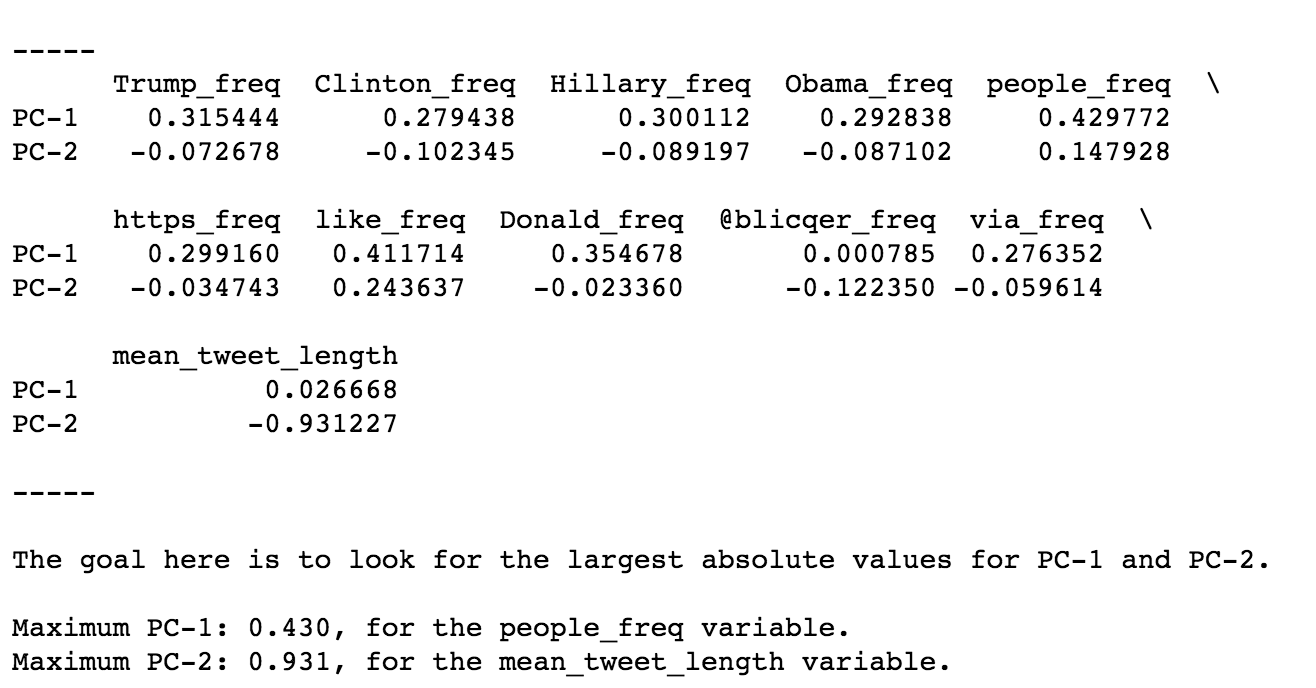 -----
Trump_freq Clinton_freq Hillary_freq Obama_freq people_freq \
PC-1 0.315444 0.279438 0.300112 0.292838 0.429772
PC-2 -0.072678 -0.102345 -0.089197 -0.087102 0.147928
https_freq like_freq Donald_freq @blicqer_freq via_freq \
PC-1 0.299160 0.411714 0.354678 0.000785 0.276352
PC-2 -0.034743 0.243637 -0.023360 -0.122350 -0.059614
mean_tweet_length
PC-1 0.026668
PC-2 -0.931227
-----
The goal here is to look for the largest absolute values for PC-1 and PC-2.
Maximum PC-1: 0.430, for the people_freq variable.
Maximum PC-2: 0.931, for the mean_tweet_length variable.